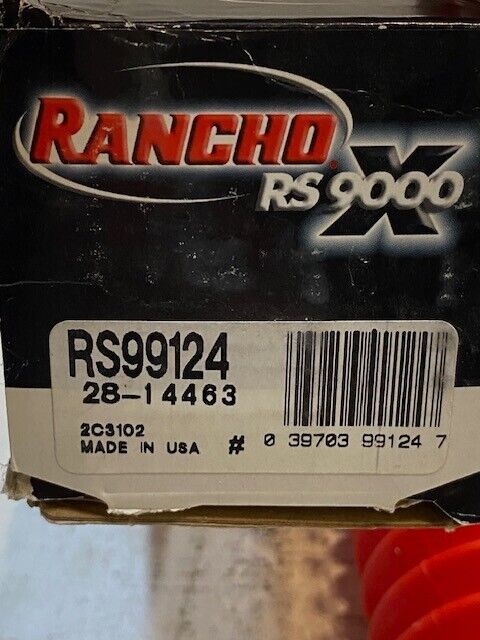 RANCHO
RS 9000 X
RS99124
28-14463
2C3102
MADE IN USA # 0 39703 99124 7